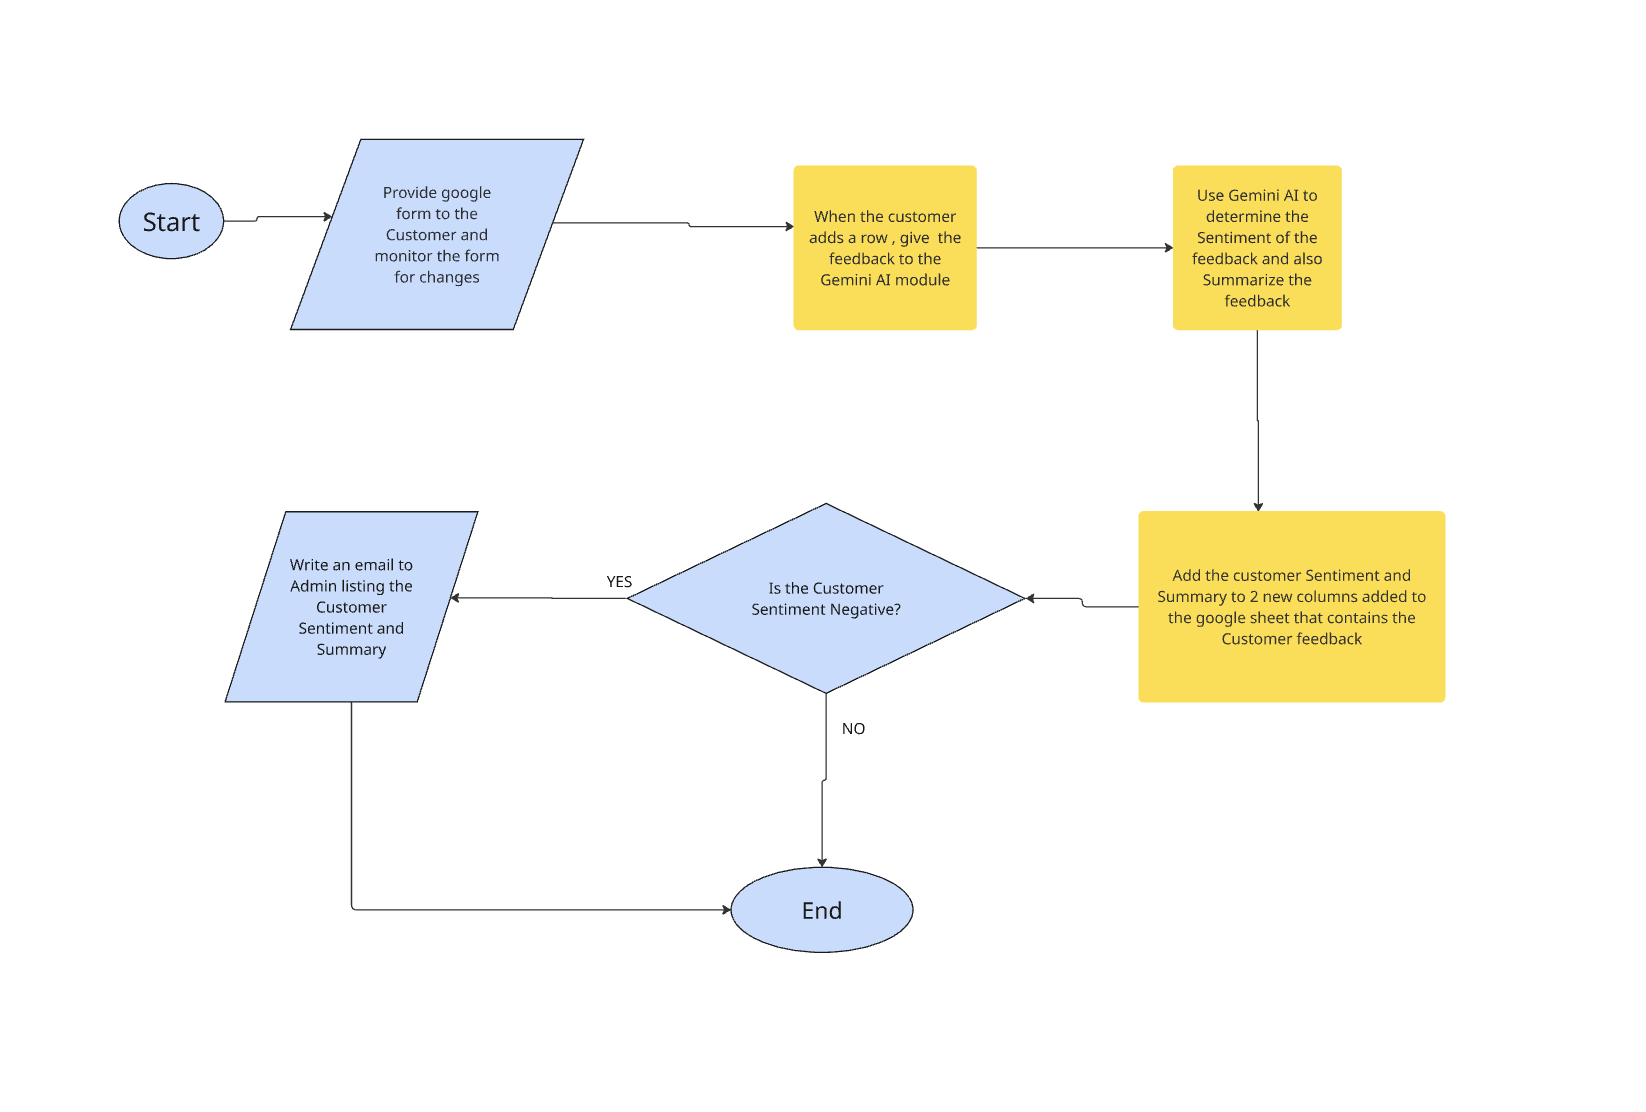 Start
Provide google
form to the
Customer and
monitor the form
for changes
When the customer
adds a row , give  the
feedback to the
Gemini AI module
Use Gemini AI to
determine the
Sentiment of the
feedback and also
Summarize the
feedback
Add the customer Sentiment and
Summary to 2 new columns added to
the google sheet that contains the
Customer feedback
Is the Customer
Sentiment Negative?
YES
Write an email to
Admin listing the
Customer
Sentiment and
Summary
NO
End